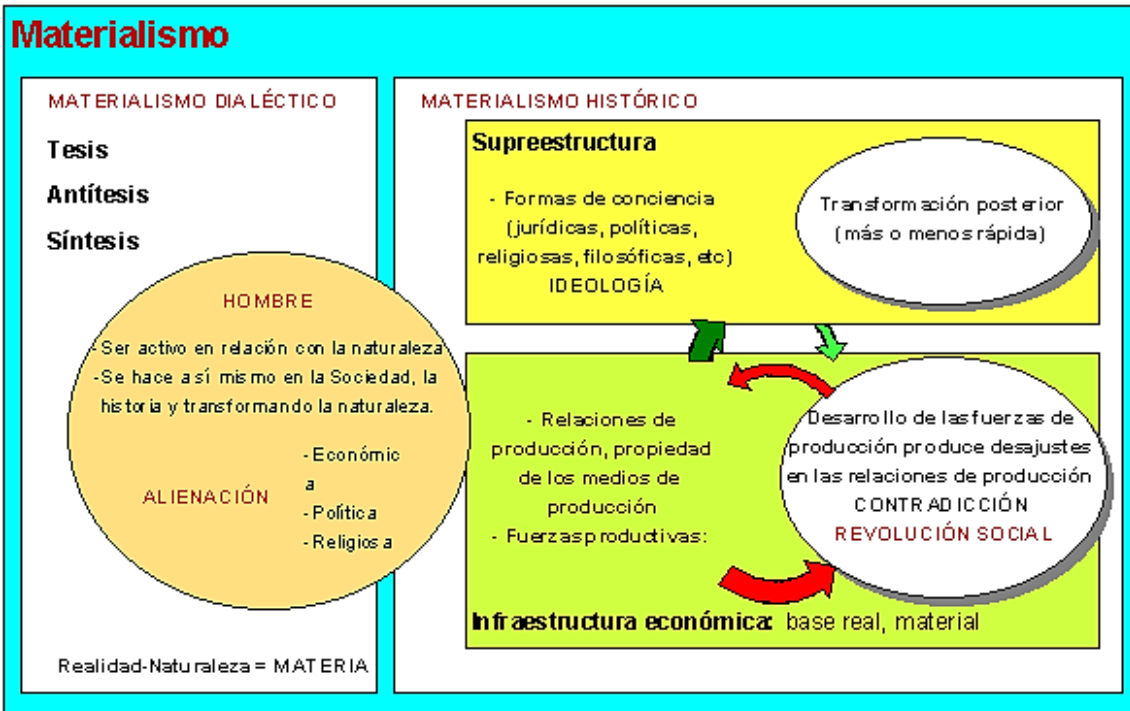 Materialismo
MATERIALISMO DIALÉCTICO
Tesis
Antítesis
Síntesis
HOMBRE
-Ser activo en relación con la naturaleza
-Se hace así mismo en la Sociedad, la
historia y transformando la naturaleza.
ALIENACIÓN
- Económic
a
- Política
- Religiosa
Realidad-Naturaleza = MATERIA
MATERIALISMO HISTÓRICO
Supreestructura
- Formas de conciencia
(jurídicas, políticas,
religiosas, filosóficas, etc)
IDEOLOGÍA
Transformación posterior
(más o menos rápida)
- Relaciones de
producción, propiedad
de los medios de
producción
- Fuerzas productivas:
Desarrollo de las fuerzas de
producción produce desajustes
en las relaciones de producción
CONTRADICCIÓN
REVOLUCIÓN SOCIAL
Infraestructura económica: base real, material